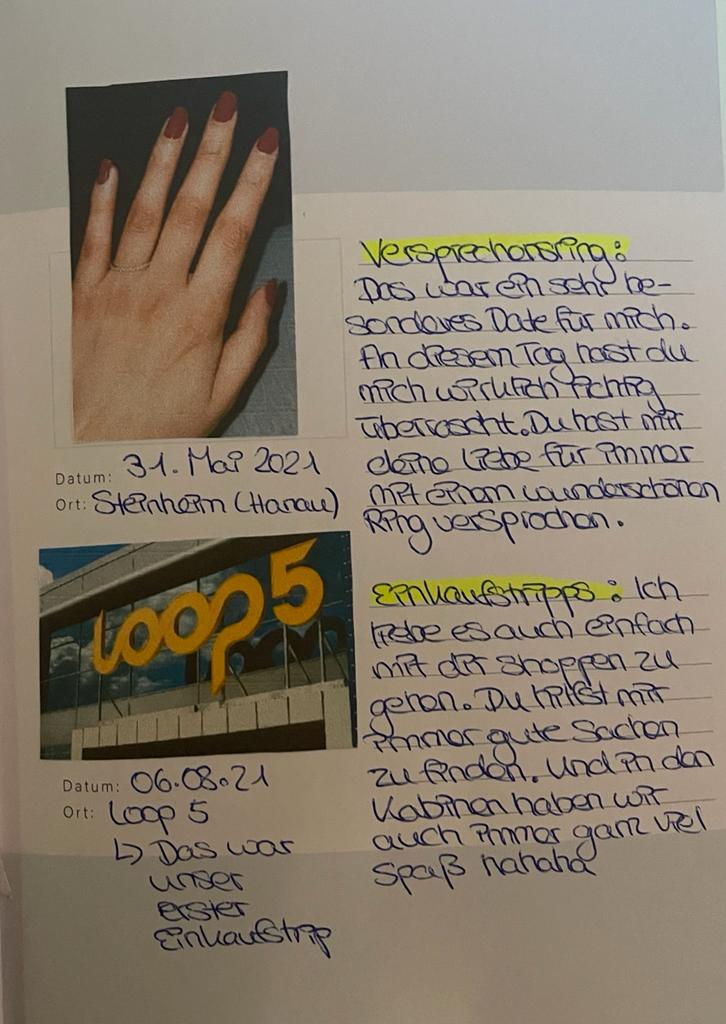 Versprechensring:
Das war ein sehr be-
sonderes Date für mich.
An diesem Tag hast du
mich wirklich richtig
überrascht. Du hast mir
deine Liebe für immer
mit einem wunderschönen
Ring versprochen.
Datum: 31. Mai 2021
Ort: Steinheim (Hanau)
Loop5
Einkaufstripps: Ich
liebe es auch einfach
mit dir shoppen zu
gehen. Du hilfst mir
immer gute Sachen
zu finden. Und in den
Kabinen haben wir
auch immer ganz viel
Spaß hahaha
Datum: 06.08.21
Ort: Loop 5
↳ Das war
unser
erster
Einkaufstrip